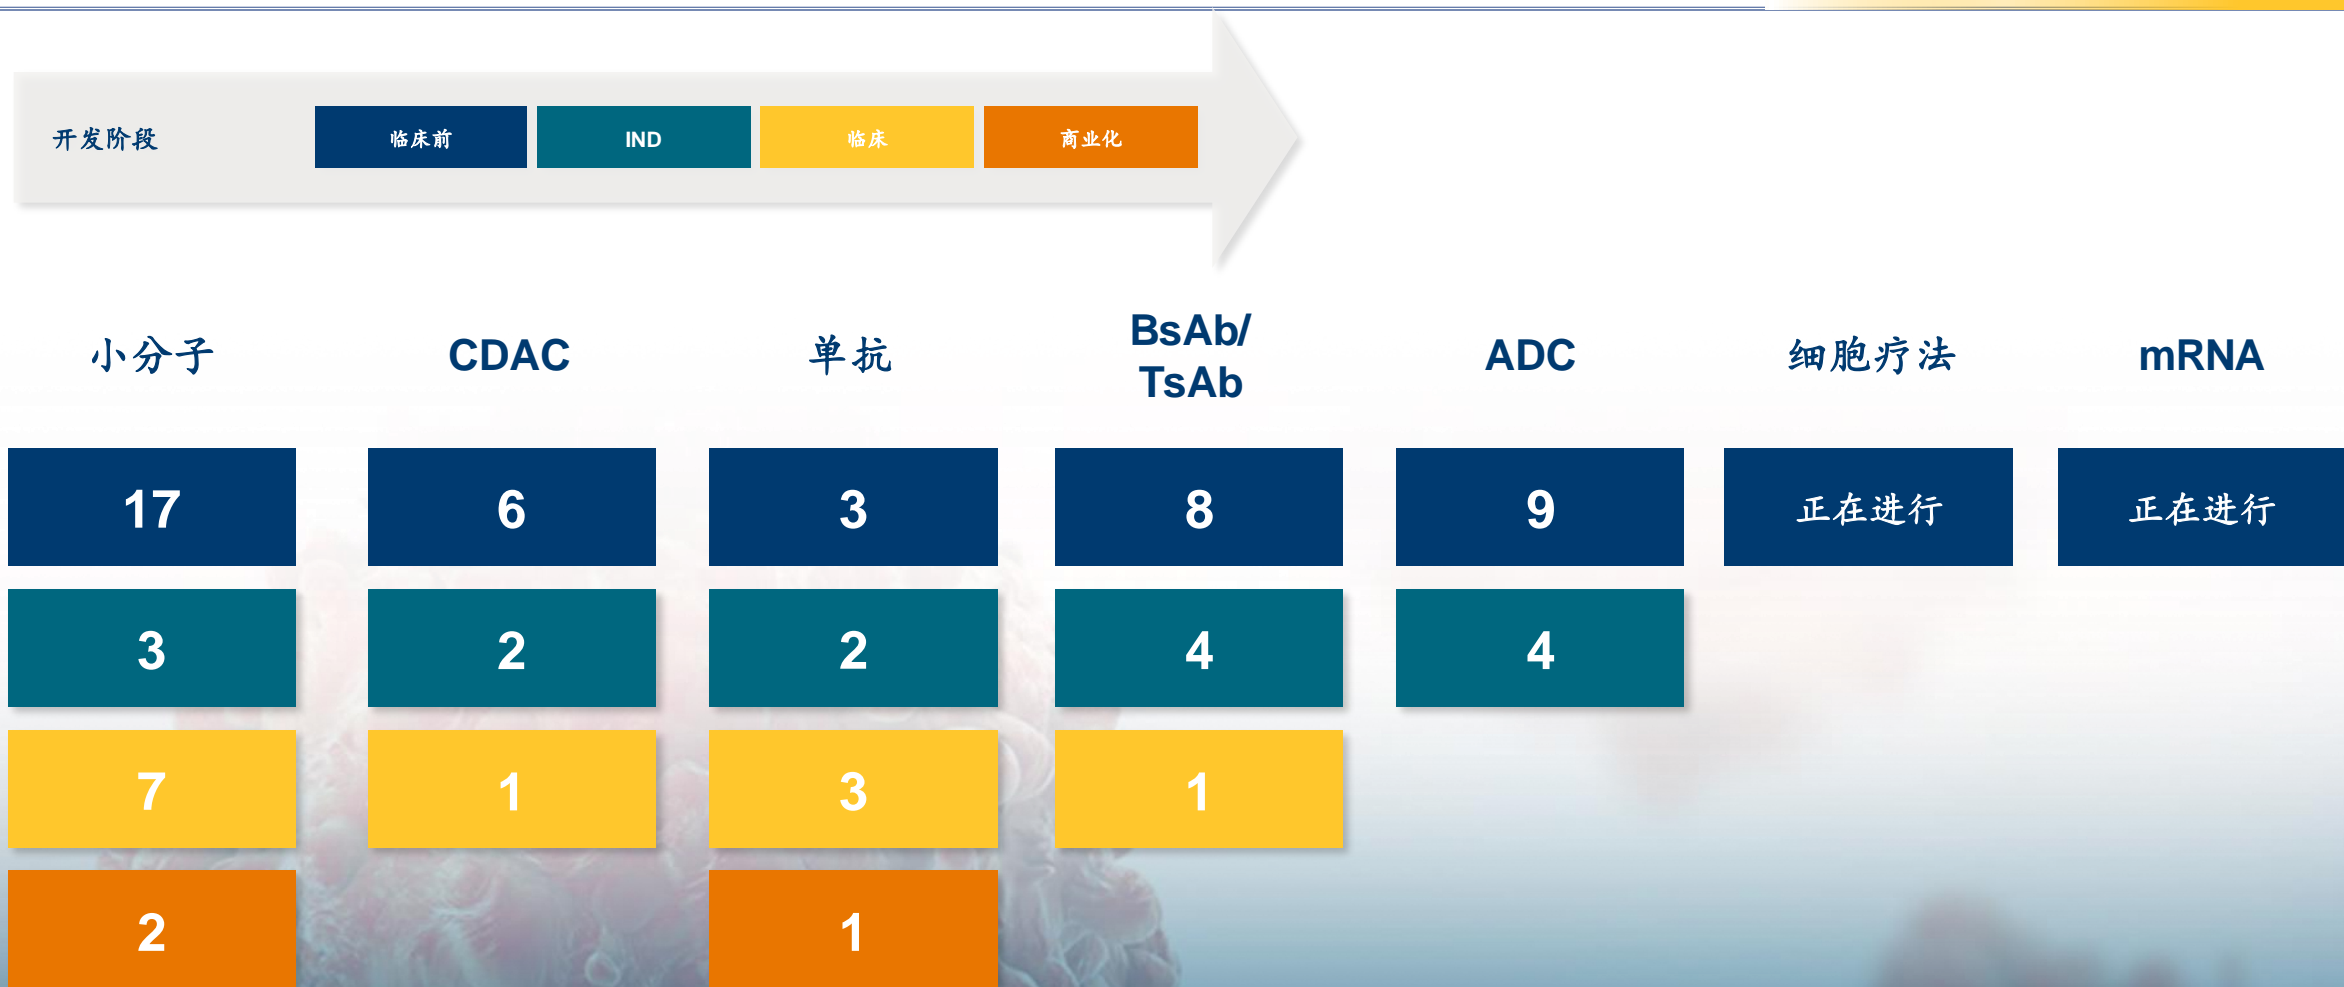 开发阶段
临床前
IND
临床
商业化
小分子
CDAC
单抗
BsAb/
TsAb
ADC
细胞疗法
mRNA
17
6
3
8
9
正在进行
正在进行
3
2
2
4
4
7
1
3
1
2
1